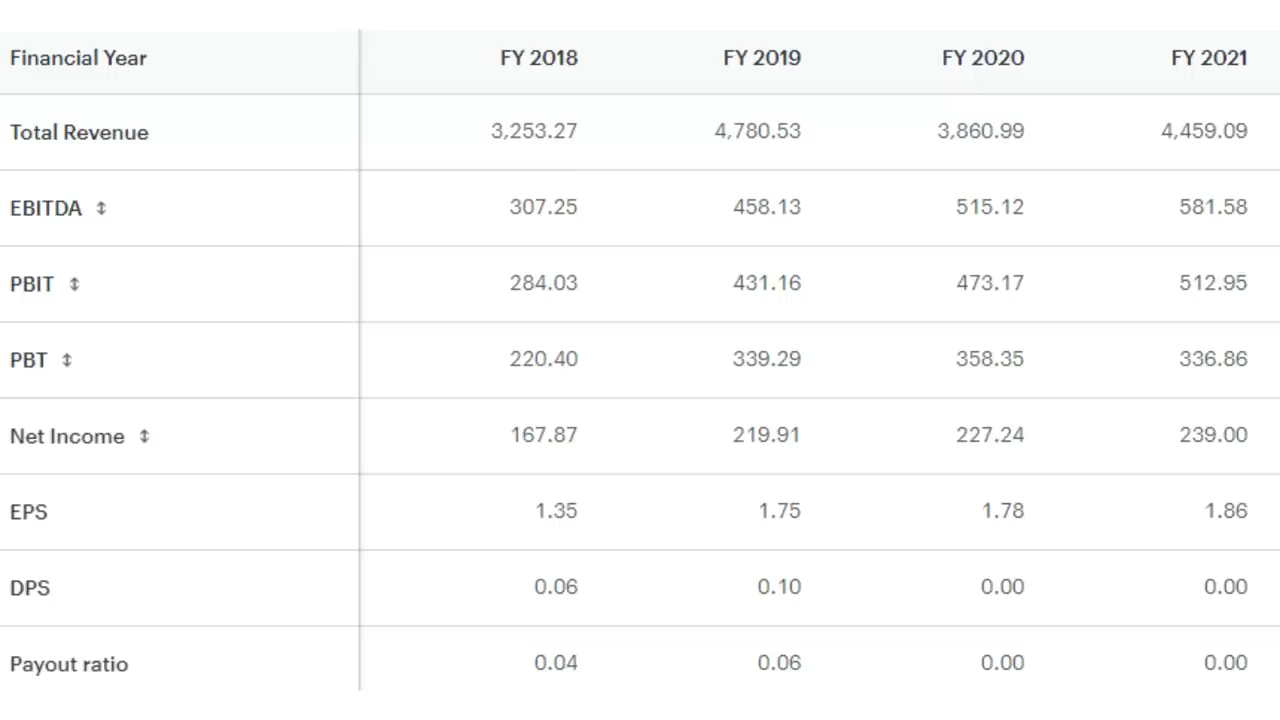 Financial Year FY 2018 FY 2019 FY 2020 FY 2021
Total Revenue 3,253.27 4,780.53 3,860.99 4,459.09
EBITDA ⇕ 307.25 458.13 515.12 581.58
PBIT ⇕ 284.03 431.16 473.17 512.95
PBT ⇕ 220.40 339.29 358.35 336.86
Net Income ⇕ 167.87 219.91 227.24 239.00
EPS 1.35 1.75 1.78 1.86
DPS 0.06 0.10 0.00 0.00
Payout ratio 0.04 0.06 0.00 0.00